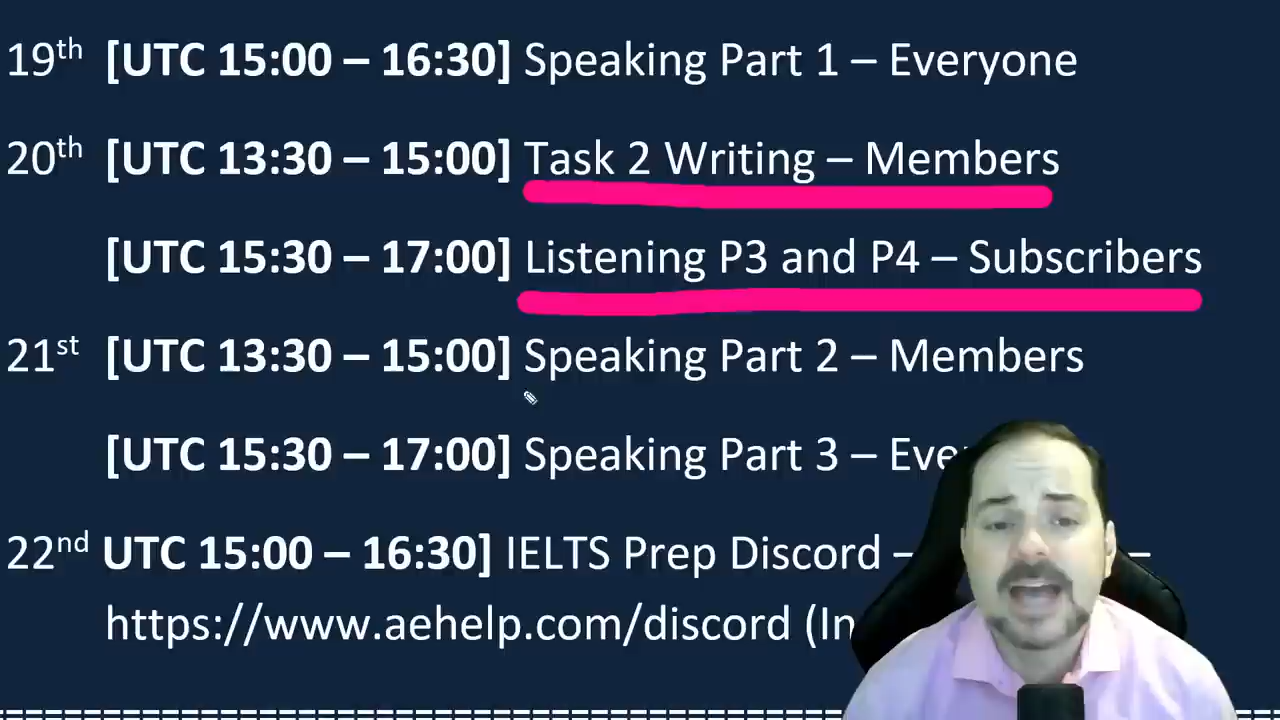 19th [UTC 15:00 – 16:30] Speaking Part 1 – Everyone
20th [UTC 13:30 – 15:00] Task 2 Writing – Members
[UTC 15:30 – 17:00] Listening P3 and P4 – Subscribers
21st [UTC 13:30 – 15:00] Speaking Part 2 – Members
[UTC 15:30 – 17:00] Speaking Part 3 –
22nd UTC 15:00 – 16:30] IELTS Prep Discord – –
https://www.aehelp.com/discord